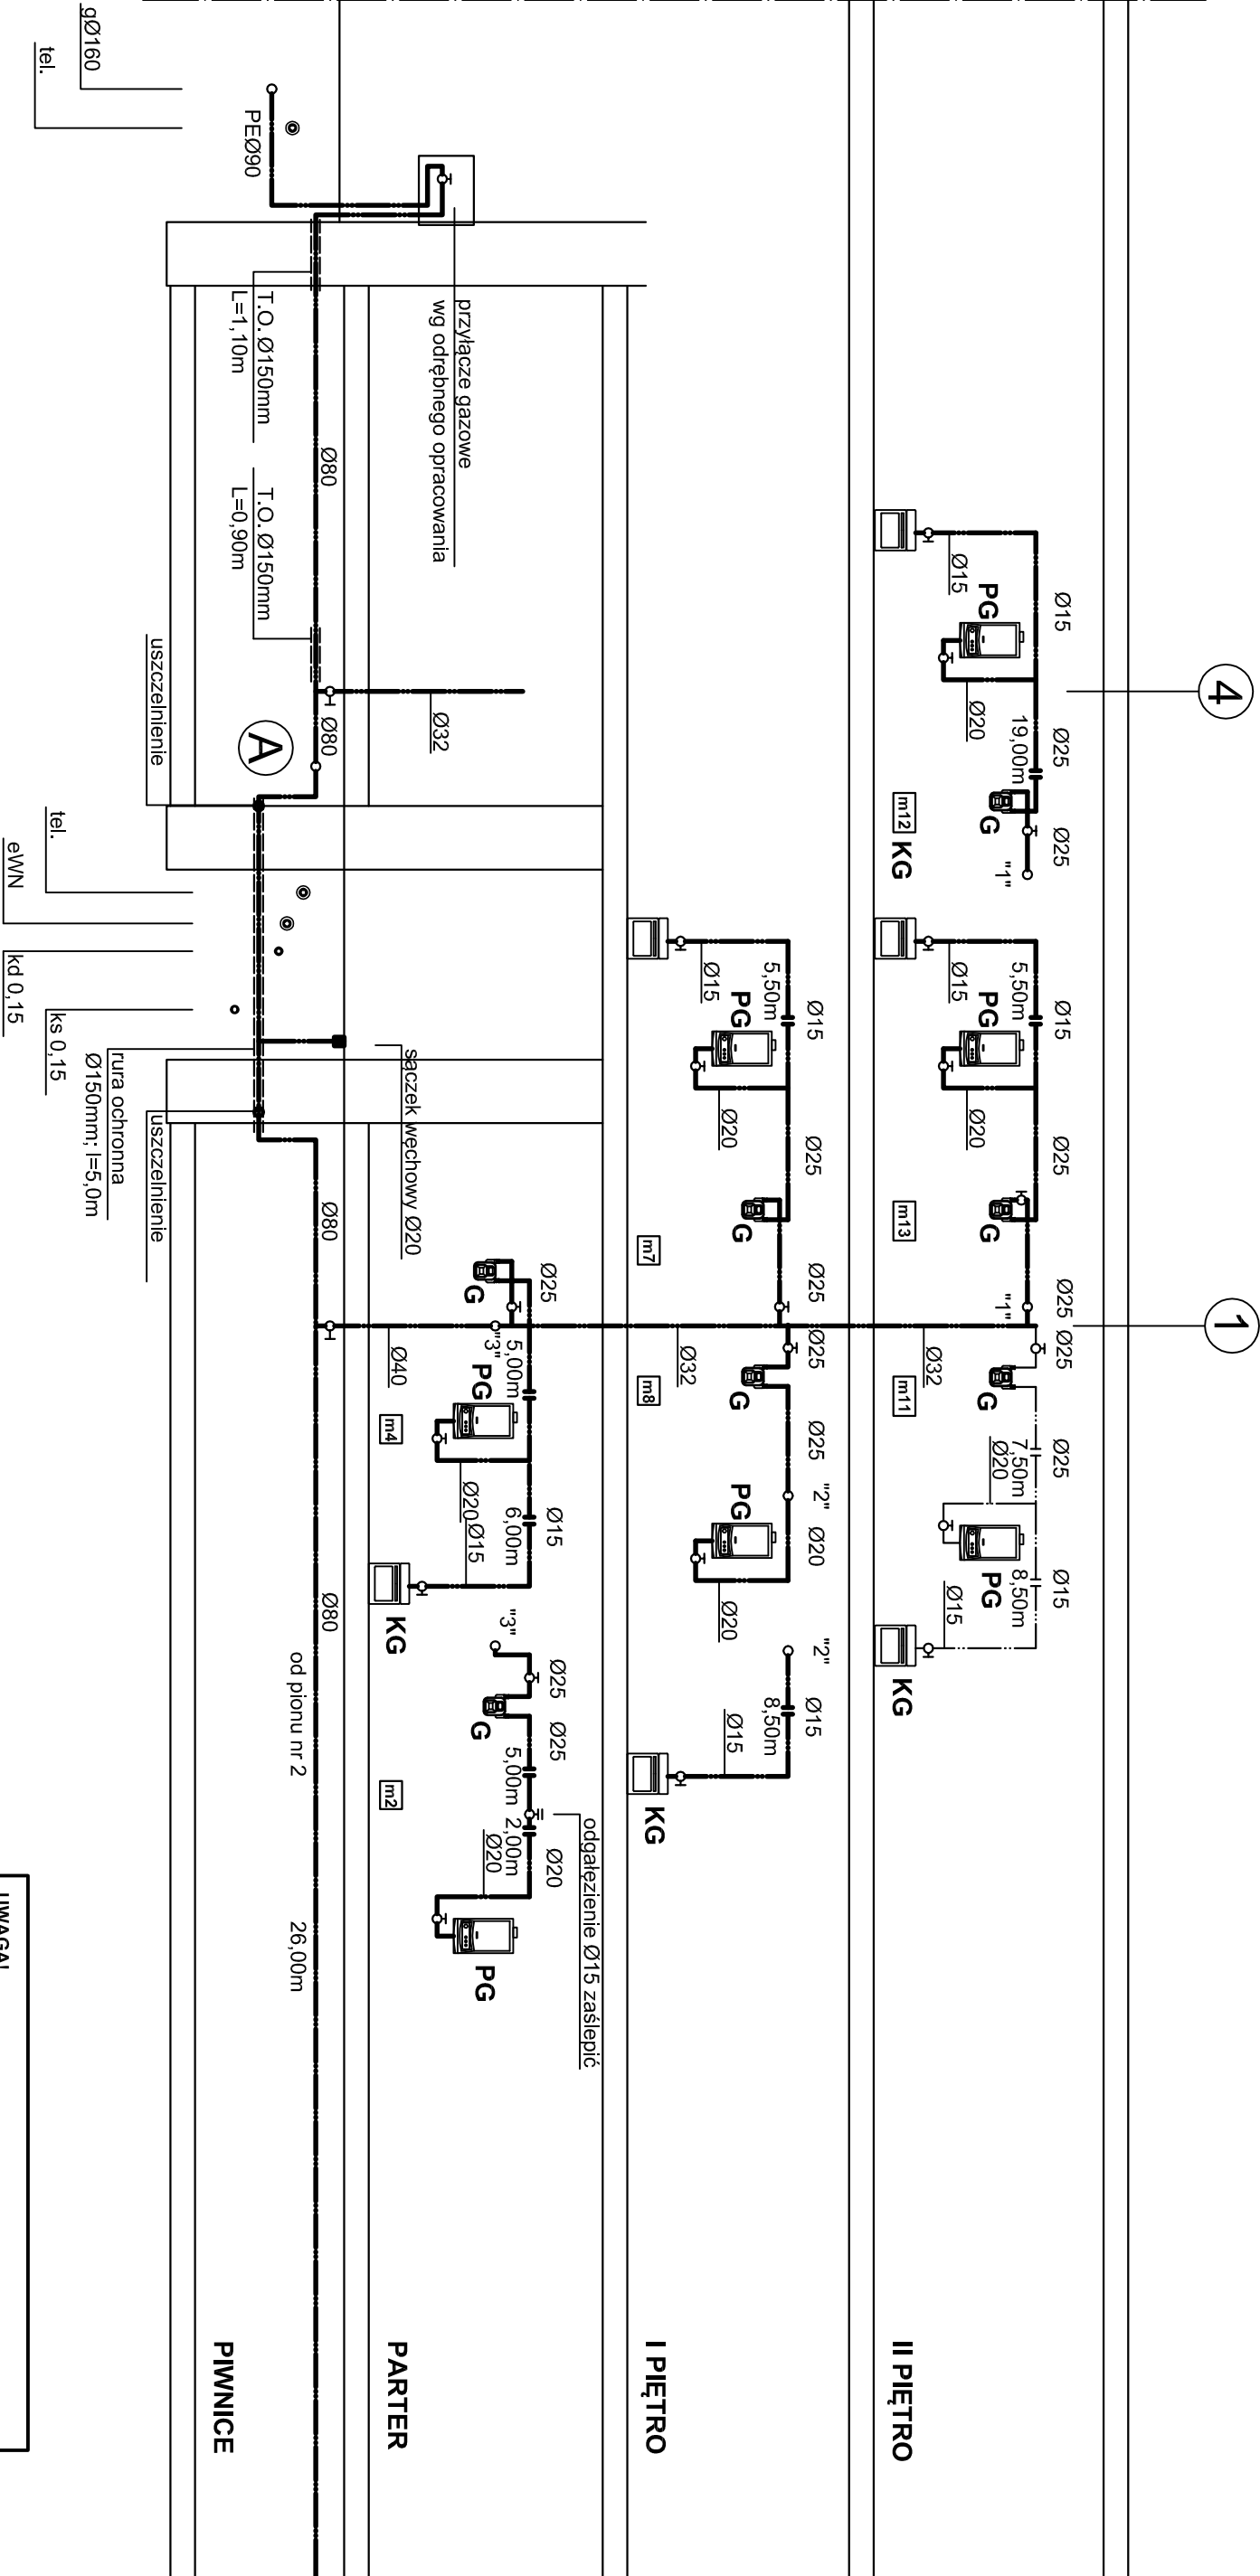 4
1
Ø15
Ø25
Ø25
Ø15
Ø25
Ø25
Ø25
Ø25
Ø15
Ø15
PG
Ø20
19,00m
G
"1"
m12
KG
5,50m
Ø15
PG
Ø20
G
m13
"1"
Ø32
G
m11
7,50m
Ø20
PG
8,50m
Ø15
KG
II PIĘTRO
Ø15
Ø25
Ø25
Ø25
Ø25
"2"
Ø20
"2"
Ø15
5,50m
Ø15
PG
Ø20
G
m7
Ø32
G
m8
PG
Ø20
8,50m
Ø15
KG
I PIĘTRO
odgałęzienie Ø15 zaślepić
Ø25
Ø15
Ø25
Ø25
Ø20
przyłącze gazowe
wg odrębnego opracowania
Ø32
sączek węchowy Ø20
G
"3"
5,00m
PG
Ø40
m4
Ø20
Ø15
6,00m
KG
"3"
G
5,00m
m2
2,00m
Ø20
PG
PARTER
PEØ90
Ø80
Ø80
Ø80
Ø80
T.O. Ø150mm
L=1,10m
T.O. Ø150mm
L=0,90m
A
od pionu nr 2
26,00m
PIWNICE
uszczelnienie
uszczelnienie
rura ochronna
Ø150mm; l=5,0m
gØ160
tel.
tel.
eWN
kd 0,15
ks 0,15
UWAGA!